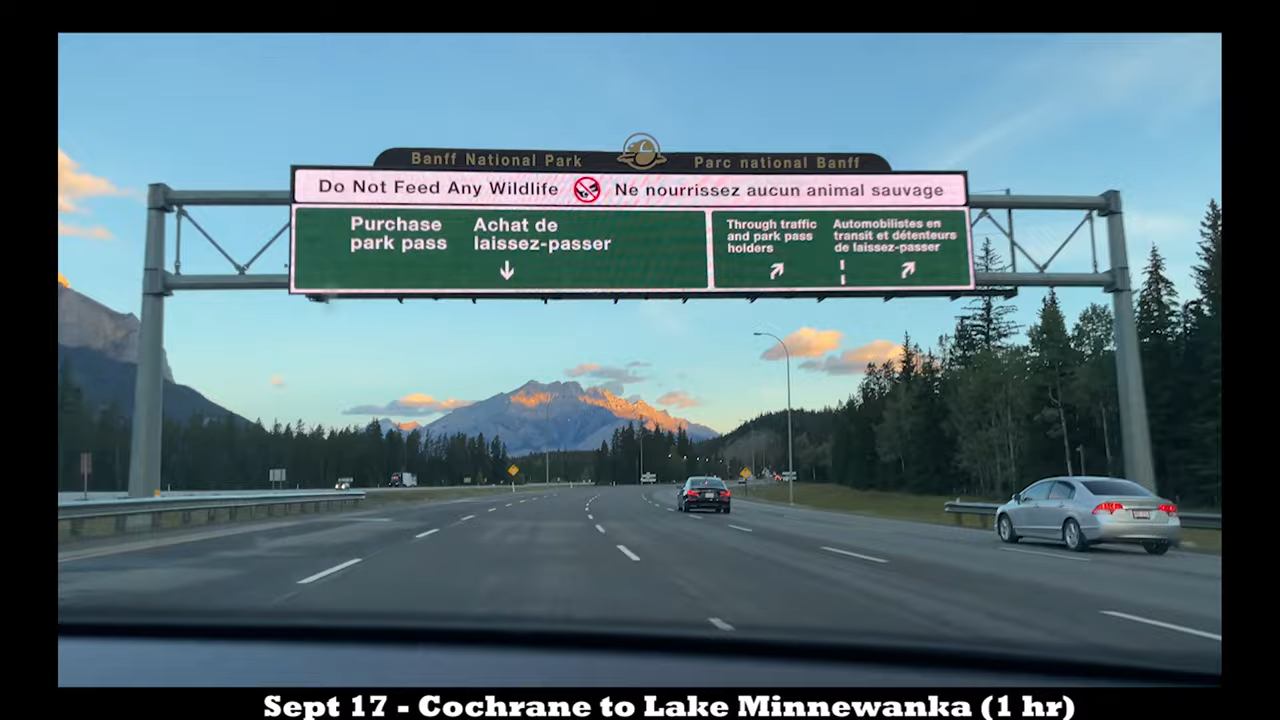 Banff National Park Parc national Banff
Do Not Feed Any Wildlife Ne nourrissez aucun animal sauvage
Purchase
park pass
Achat de
laissez-passer
Through traffic
and park pass
holders
Automobilistes en
transit et détenteurs
de laissez-passer
Sept 17 - Cochrane to Lake Minnewanka (1 hr)